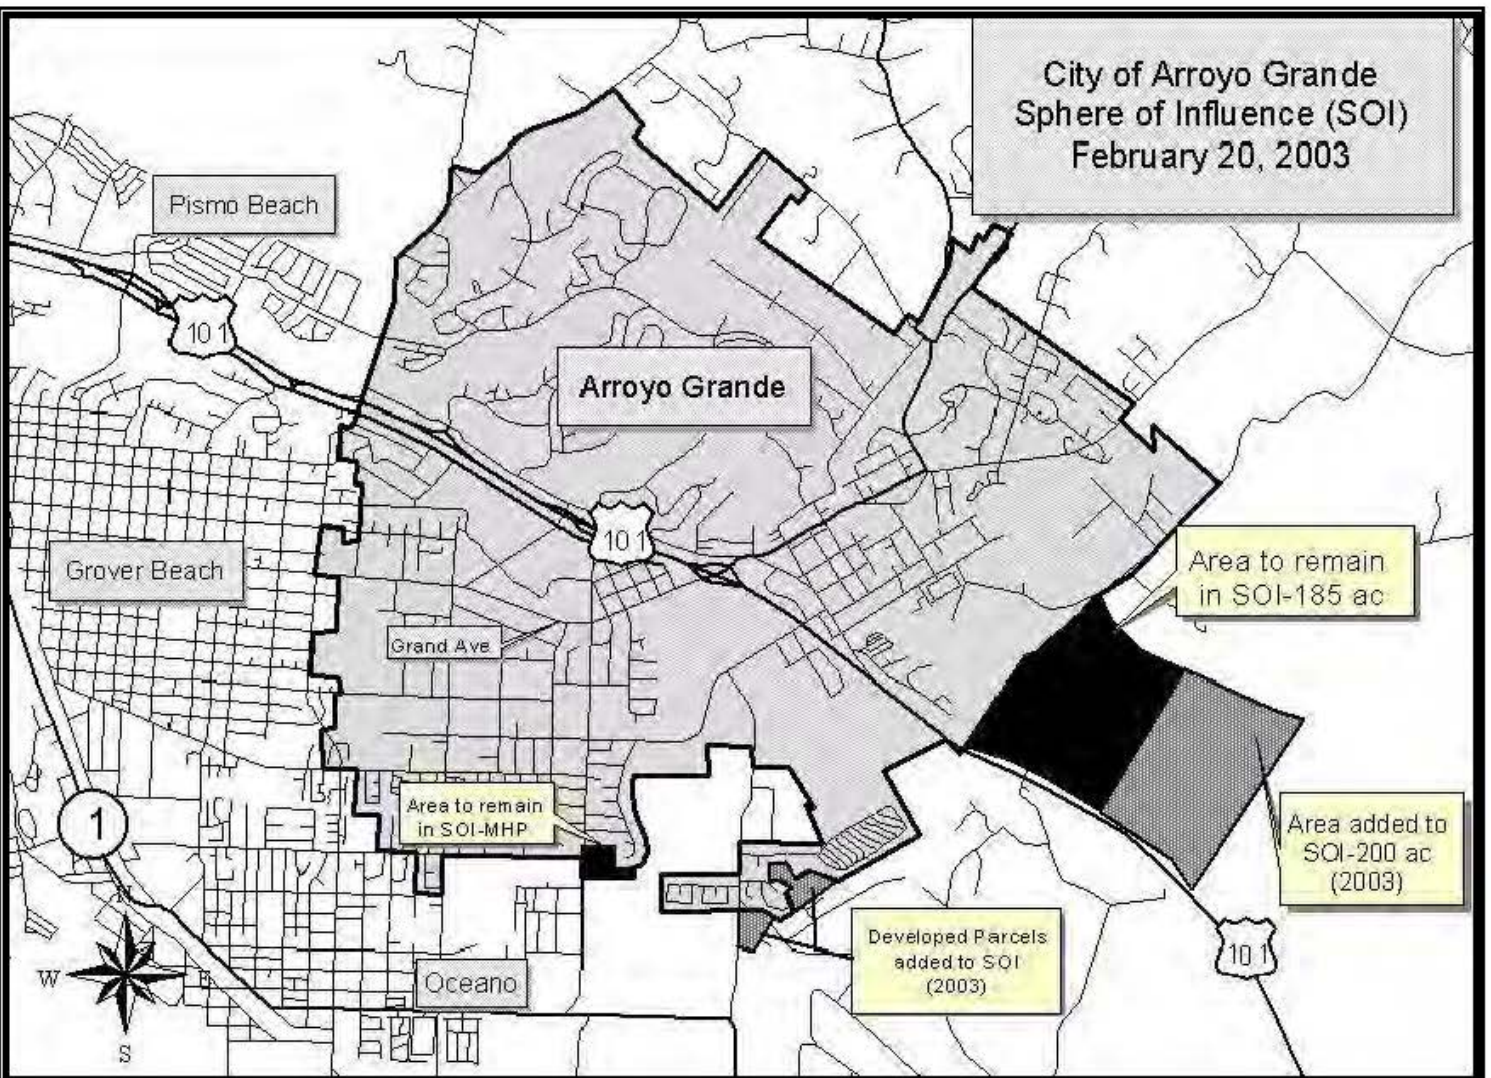 City of Arroyo Grande
Sphere of Influence (SOI)
February 20, 2003
Pismo Beach
101
Arroyo Grande
101
Grover Beach
Area to remain
in SOI-185 ac
Grand Ave
Area to remain
in SOI-MHP
1
Area added to
SOI-200 ac
(2003)
Developed Parcels
added to SOI
(2003)
101
Oceano
N
W
E
S